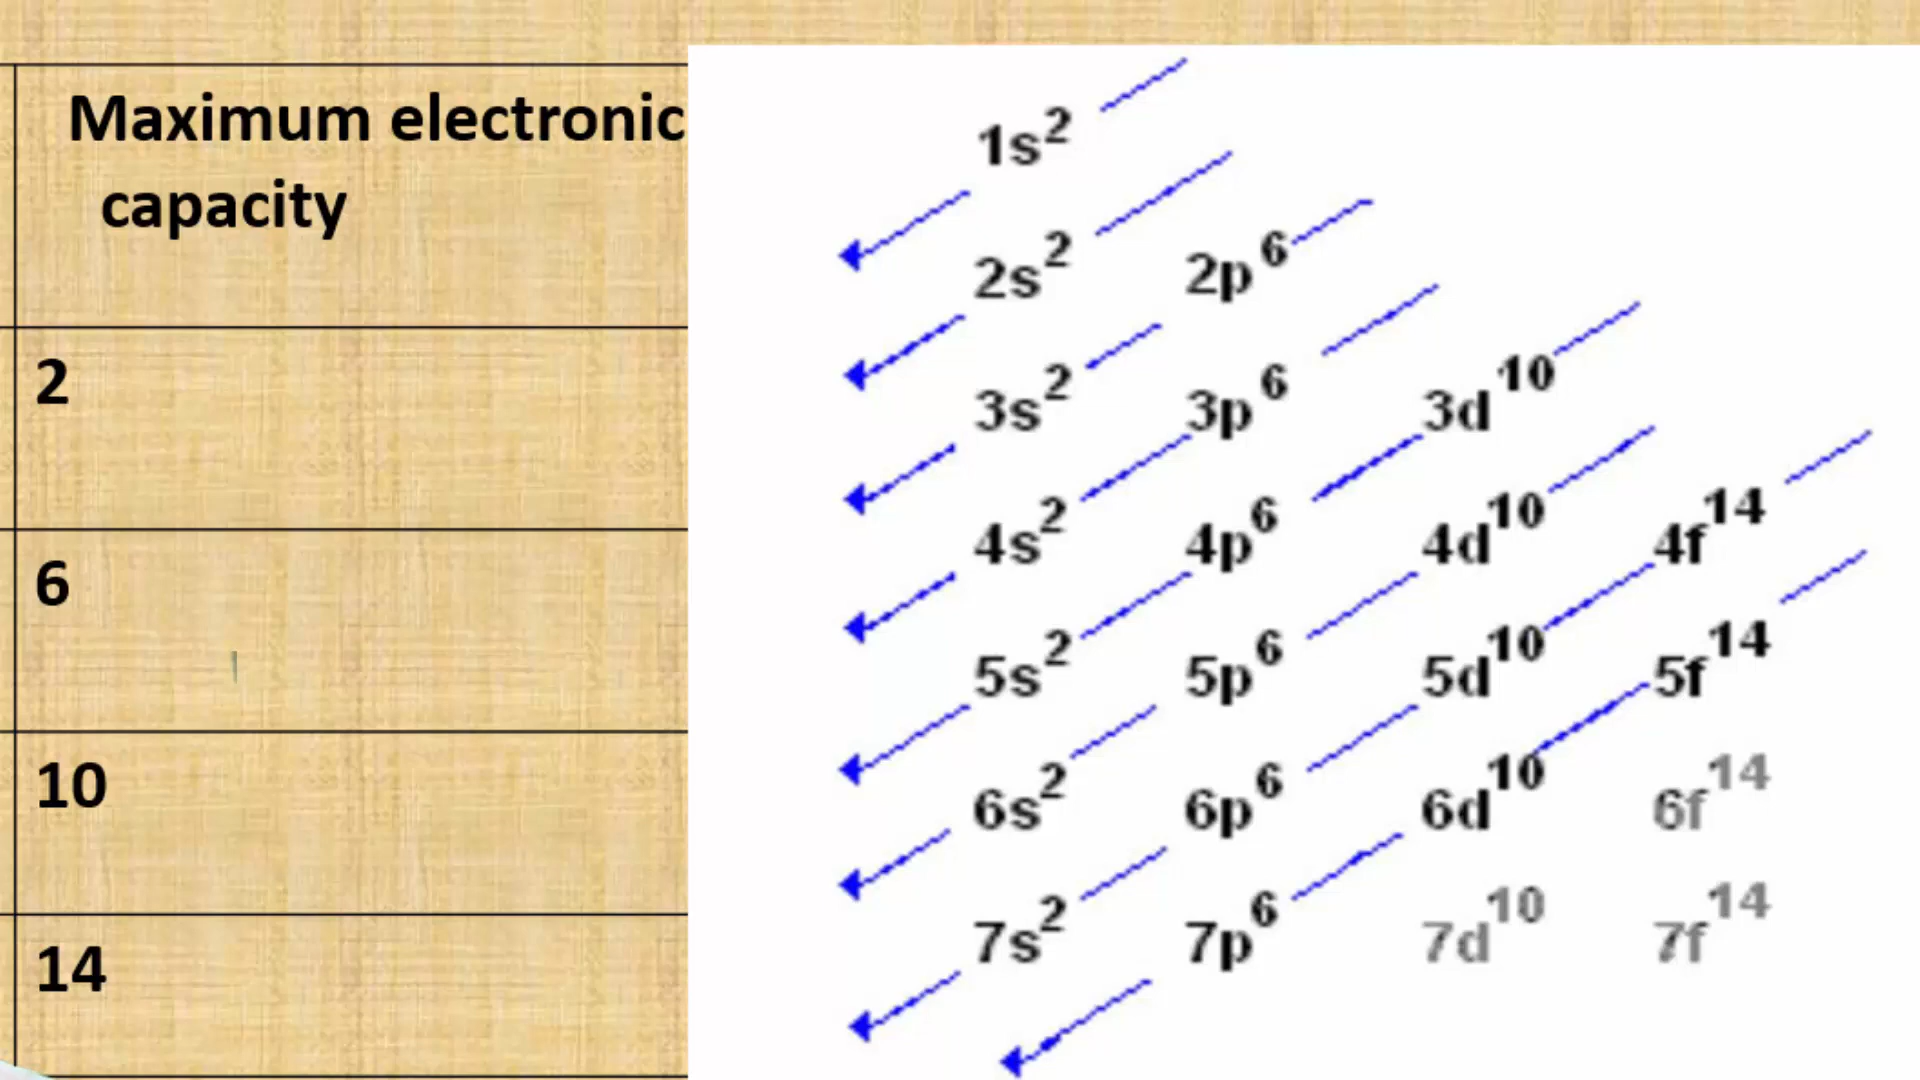 Maximum electronic
capacity
2
6
10
14
1s²
2s² 2p⁶
3s² 3p⁶ 3d¹⁰
4s² 4p⁶ 4d¹⁰ 4f¹⁴
5s² 5p⁶ 5d¹⁰ 5f¹⁴
6s² 6p⁶ 6d¹⁰ 6f¹⁴
7s² 7p⁶ 7d¹⁰ 7f¹⁴